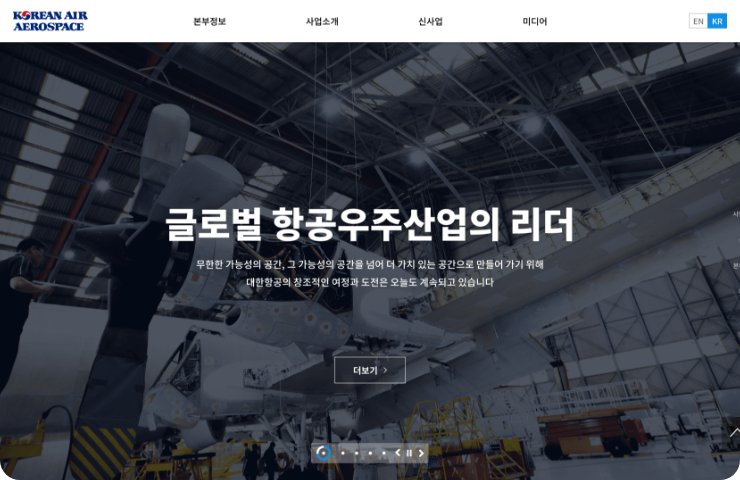 KOREAN AIR
AEROSPACE
본부정보
사업소개
신사업
미디어
EN
KR
글로벌 항공우주산업의 리더
무한한 가능성의 공간, 그 가능성의 공간을 넘어 더 가치 있는 공간으로 만들어 가기 위해
대한항공의 창조적인 여정과 도전은 오늘도 계속되고 있습니다
더보기